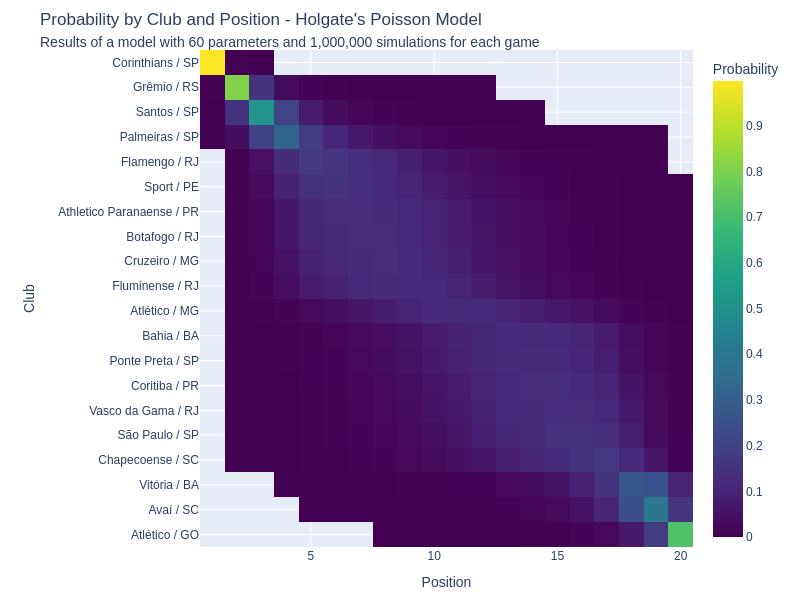 Probability by Club and Position - Holgate's Poisson Model
Results of a model with 60 parameters and 1,000,000 simulations for each game
Corinthians / SP
Grêmio / RS
Santos / SP
Palmeiras / SP
Flamengo / RJ
Sport / PE
Athletico Paranaense / PR
Botafogo / RJ
Cruzeiro / MG
Fluminense / RJ
Atlético / MG
Bahia / BA
Ponte Preta / SP
Coritiba / PR
Vasco da Gama / RJ
São Paulo / SP
Chapecoense / SC
Vitória / BA
Avaí / SC
Atlético / GO
Club
5
10
15
20
Position
Probability
0.9
0.8
0.7
0.6
0.5
0.4
0.3
0.2
0.1
0